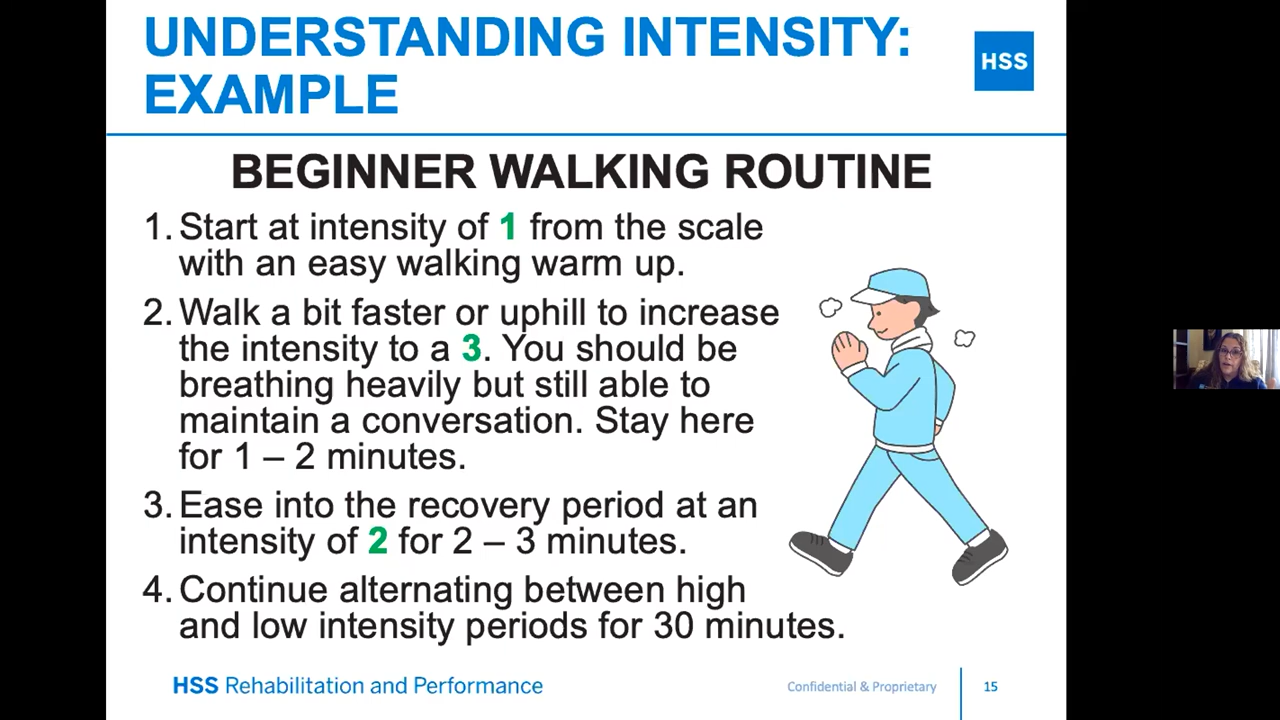 UNDERSTANDING INTENSITY:
EXAMPLE
HSS
BEGINNER WALKING ROUTINE
1. Start at intensity of 1 from the scale
with an easy walking warm up.
2. Walk a bit faster or uphill to increase
the intensity to a 3. You should be
breathing heavily but still able to
maintain a conversation. Stay here
for 1 – 2 minutes.
3. Ease into the recovery period at an
intensity of 2 for 2 – 3 minutes.
4. Continue alternating between high
and low intensity periods for 30 minutes.
HSS Rehabilitation and Performance
Confidential & Proprietary
15